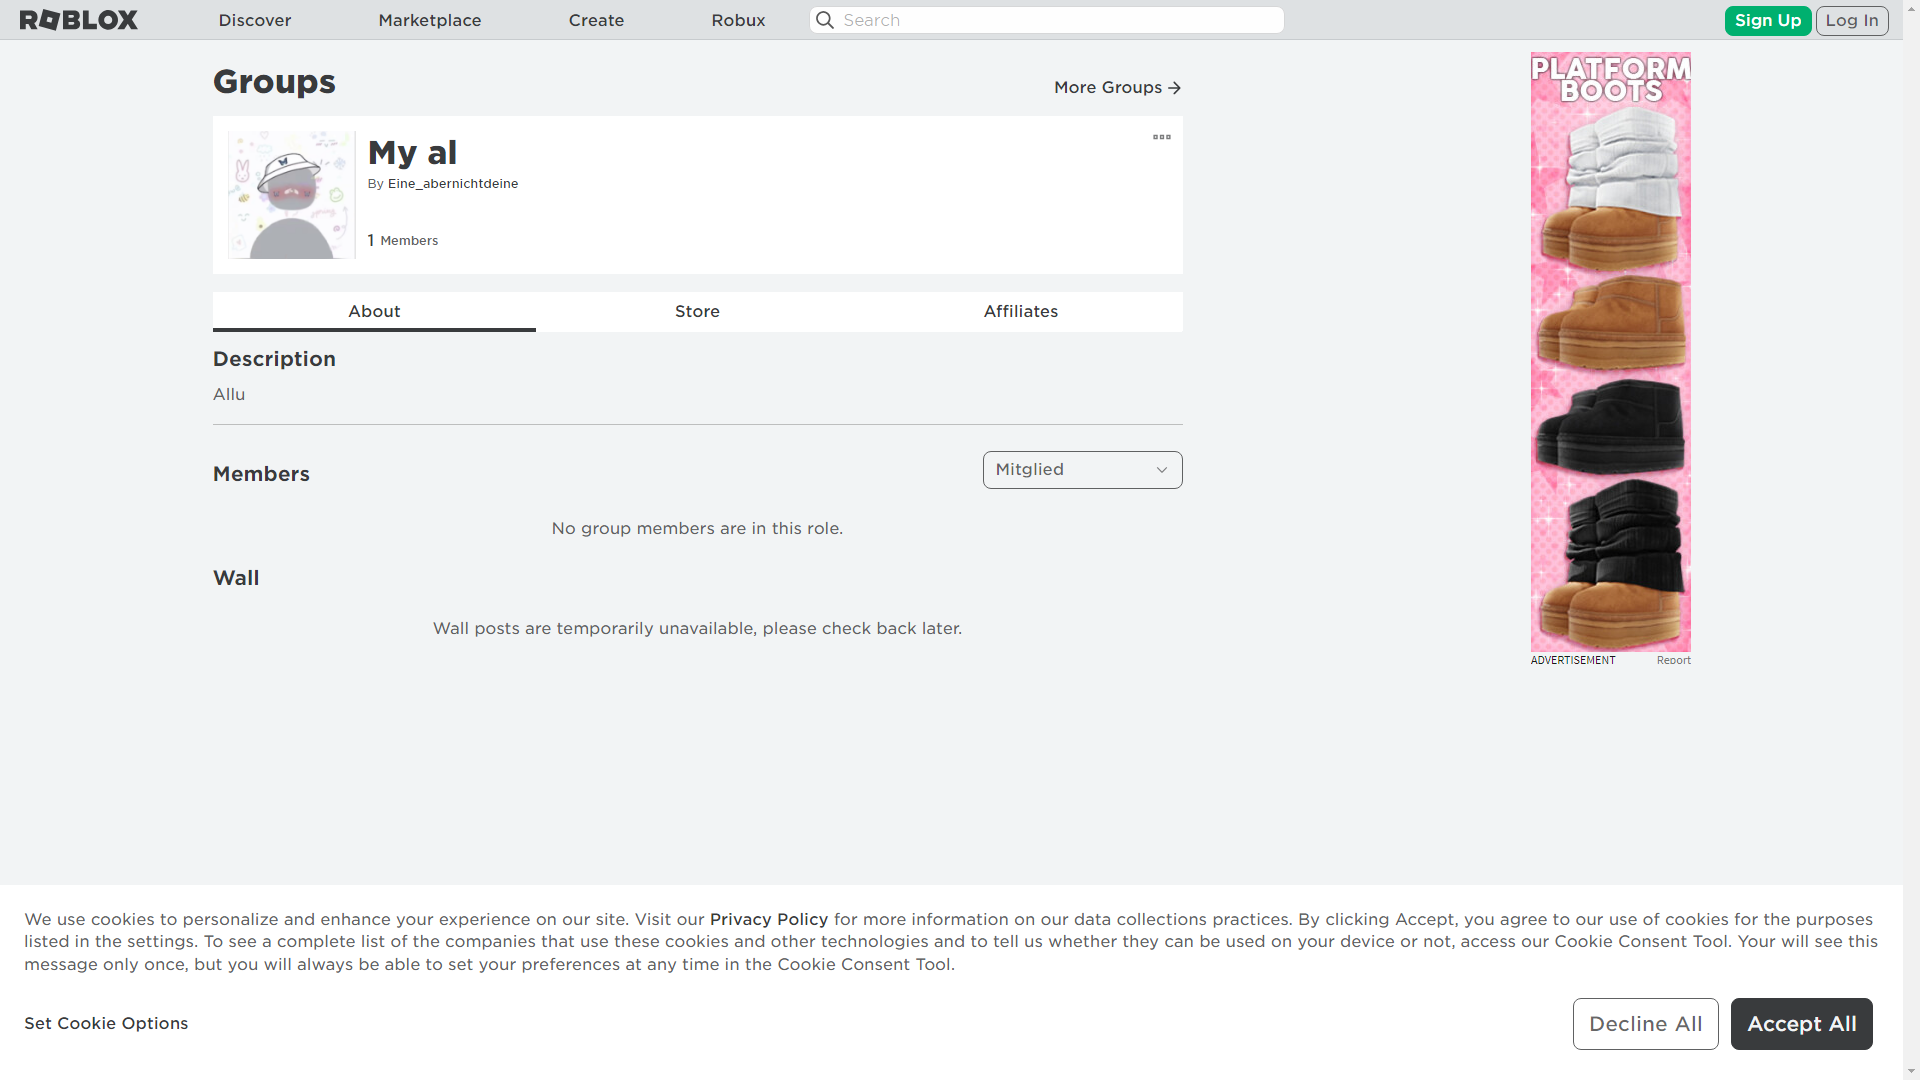 ROBLOX
Discover
Marketplace
Create
Robux
Search
Sign Up
Log In
Groups
More Groups
My al
By Eine_abernichtdeine
1 Members
About
Store
Affiliates
Description
Allu
Members
Mitglied
No group members are in this role.
Wall
Wall posts are temporarily unavailable, please check back later.
PLATFORM
BOOTS
ADVERTISEMENT
Report
We use cookies to personalize and enhance your experience on our site. Visit our Privacy Policy for more information on our data collections practices. By clicking Accept, you agree to our use of cookies for the purposes
listed in the settings. To see a complete list of the companies that use these cookies and other technologies and to tell us whether they can be used on your device or not, access our Cookie Consent Tool. Your will see this
message only once, but you will always be able to set your preferences at any time in the Cookie Consent Tool.
Set Cookie Options
Decline All
Accept All